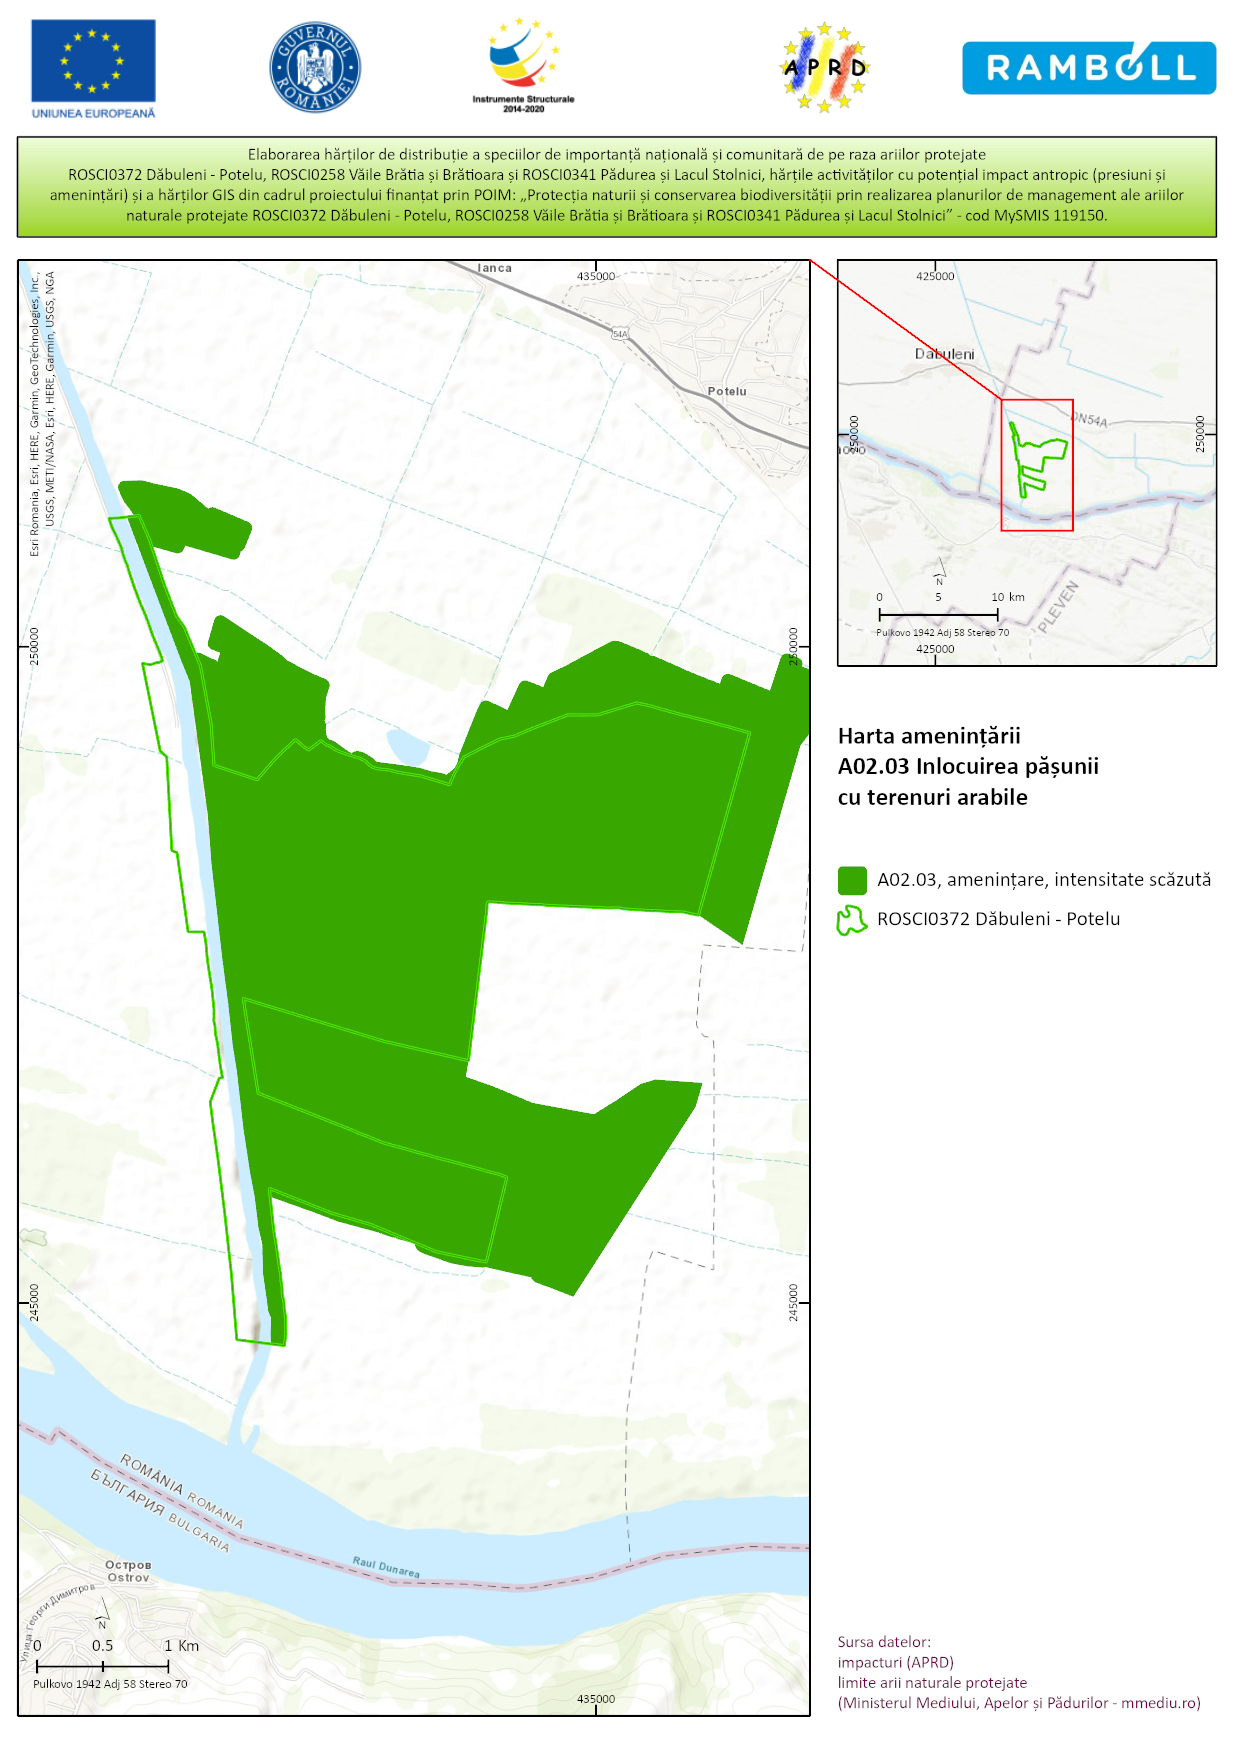 UNIUNEA EUROPEANĂ
GUVERNUL ROMÂNIEI
Instrumente Structurale
2014-2020
APRD
RAMBOLL
Elaborarea hărților de distribuție a speciilor de importanță națională și comunitară de pe raza ariilor protejate
ROSCI0372 Dăbuleni - Potelu, ROSCI0258 Văile Brătia și Brătioara și ROSCI0341 Pădurea și Lacul Stolnici, hărțile activităților cu potențial impact antropic (presiuni și
amenințări) și a hărților GIS din cadrul proiectului finanțat prin POIM: „Protecția naturii și conservarea biodiversității prin realizarea planurilor de management ale ariilor
naturale protejate ROSCI0372 Dăbuleni - Potelu, ROSCI0258 Văile Brătia și Brătioara și ROSCI0341 Pădurea și Lacul Stolnici” - cod MySMIS 119150.
Esri Romania, Esri, HERE, Garmin, GeoTechnologies, Inc.,
USGS, METI/NASA, Esri, HERE, Garmin, USGS, NGA
Ianca
435000
54A
Potelu
250000
250000
245000
245000
ROMÂNIA ROMANIA
БЪЛГАРИЯ BULGARIA
Raul Dunarea
Остров
Ostrov
Улица Георги Димитров
N
0 0.5 1 Km
Pulkovo 1942 Adj 58 Stereo 70
435000
425000
Dabuleni
DN54A
250000
250000
PLEVEN
N
0 5 10 km
Pulkovo 1942 Adj 58 Stereo 70
425000
Harta amenințării
A02.03 Inlocuirea pășunii
cu terenuri arabile
A02.03, amenințare, intensitate scăzută
ROSCI0372 Dăbuleni - Potelu
Sursa datelor:
impacturi (APRD)
limite arii naturale protejate
(Ministerul Mediului, Apelor și Pădurilor - mmediu.ro)